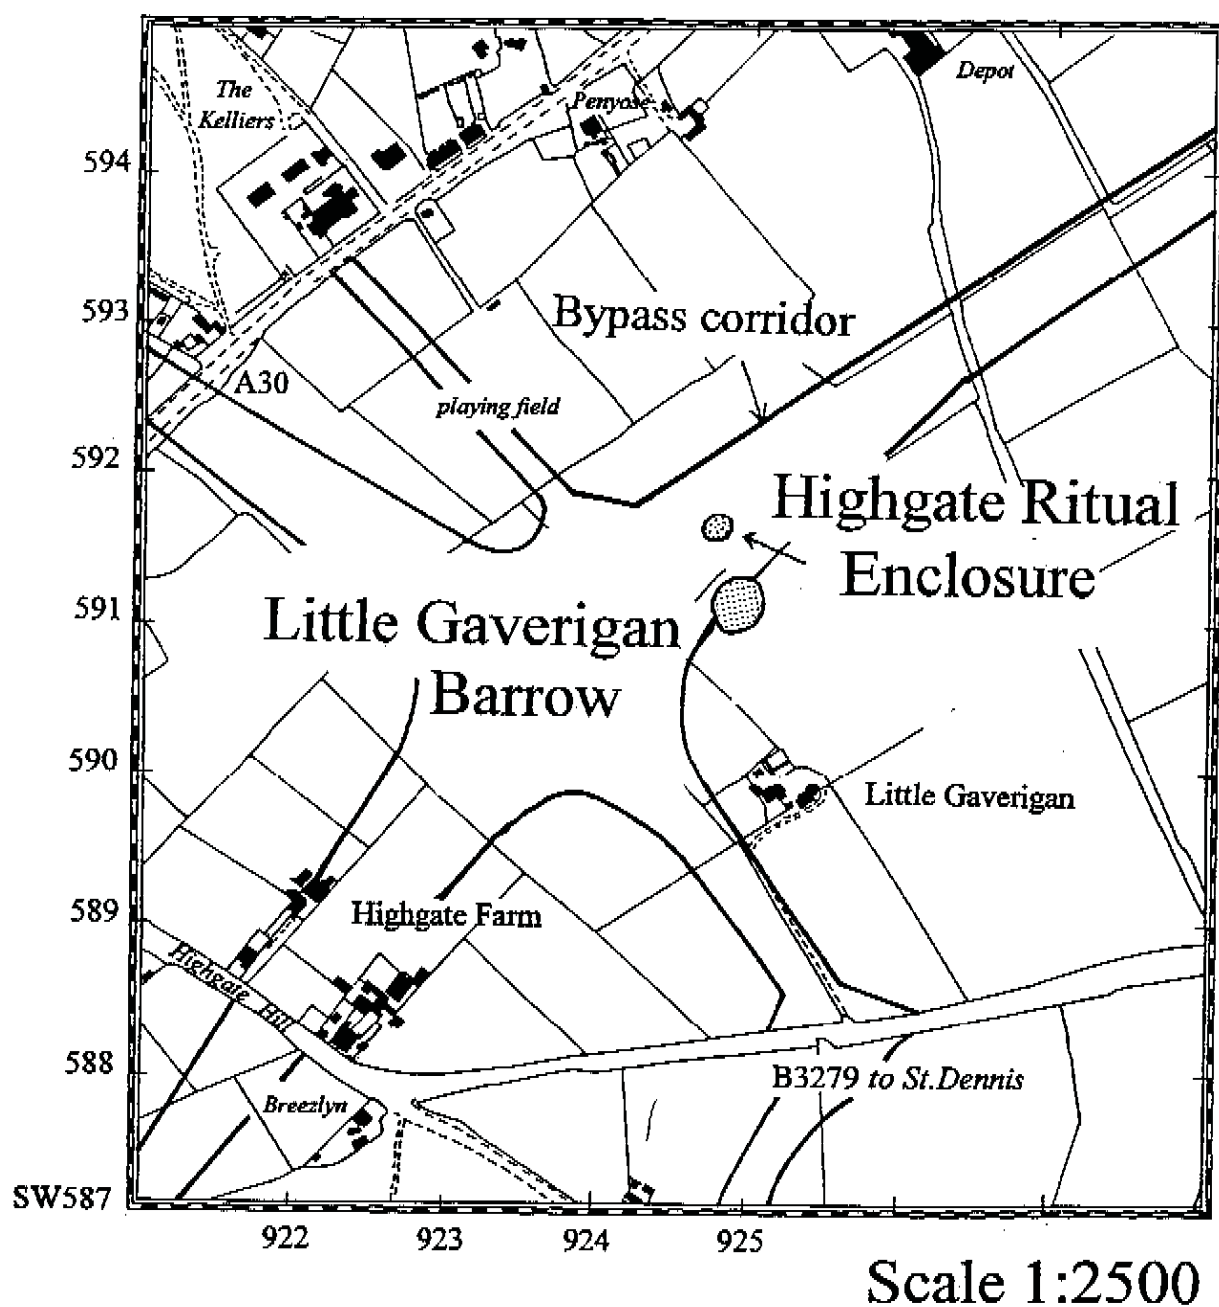 The
Kelliers
Penyose
Depot
594
593
Bypass corridor
A30
playing field
592
Highgate Ritual
Enclosure
591
Little Gaverigan
Barrow
590
Little Gaverigan
589
Highgate Farm
Highgate Hill
588
B3279 to St.Dennis
Breezlyn
SW587
922
923
924
925
Scale 1:2500